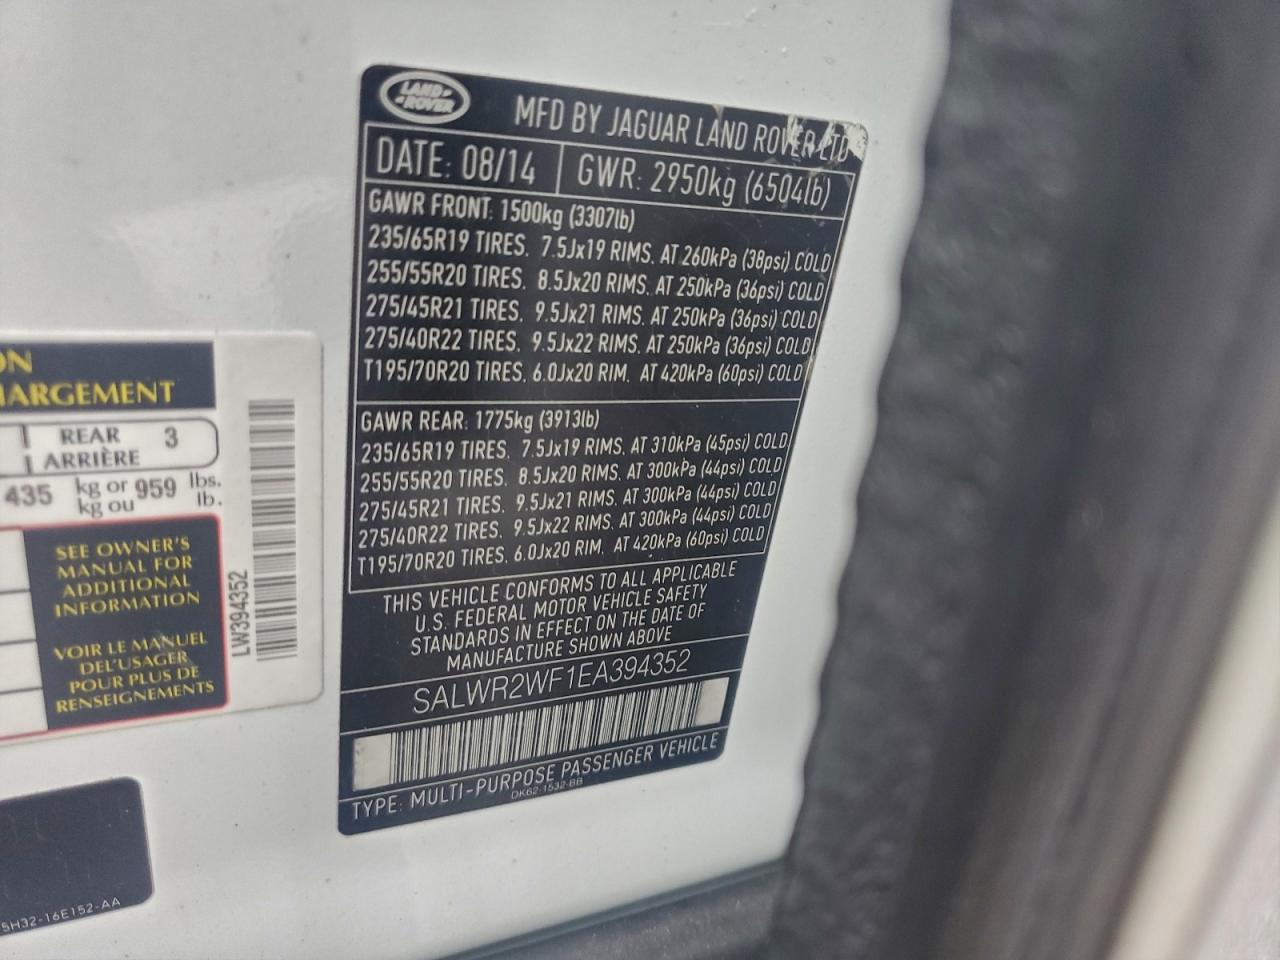 LAND-
-ROVER
MFD BY JAGUAR LAND ROVER LTD
DATE: 08/14 GWR: 2950kg (6504lb)
GAWR FRONT: 1500kg (3307lb)
235/65R19 TIRES. 7.5Jx19 RIMS. AT 260kPa (38psi) COLD
255/55R20 TIRES. 8.5Jx20 RIMS. AT 250kPa (36psi) COLD
275/45R21 TIRES. 9.5Jx21 RIMS. AT 250kPa (36psi) COLD
275/40R22 TIRES. 9.5Jx22 RIMS. AT 250kPa (36psi) COLD
T195/70R20 TIRES. 6.0Jx20 RIM. AT 420kPa (60psi) COLD
GAWR REAR: 1775kg (3913lb)
235/65R19 TIRES. 7.5Jx19 RIMS. AT 310kPa (45psi) COLD
255/55R20 TIRES. 8.5Jx20 RIMS. AT 300kPa (44psi) COLD
275/45R21 TIRES. 9.5Jx21 RIMS. AT 300kPa (44psi) COLD
275/40R22 TIRES. 9.5Jx22 RIMS. AT 300kPa (44psi) COLD
T195/70R20 TIRES. 6.0Jx20 RIM. AT 420kPa (60psi) COLD
THIS VEHICLE CONFORMS TO ALL APPLICABLE
U.S. FEDERAL MOTOR VEHICLE SAFETY
STANDARDS IN EFFECT ON THE DATE OF
MANUFACTURE SHOWN ABOVE
SALWR2WF1EA394352
TYPE: MULTI-PURPOSE PASSENGER VEHICLE
DK62-1532-BB
ON
HARGEMENT
REAR 3
ARRIÈRE
435 kg or 959 lbs.
kg ou lb.
SEE OWNER'S
MANUAL FOR
ADDITIONAL
INFORMATION
VOIR LE MANUEL
DEL'USAGER
POUR PLUS DE
RENSEIGNEMENTS
LW394352
5H32-16E152-AA